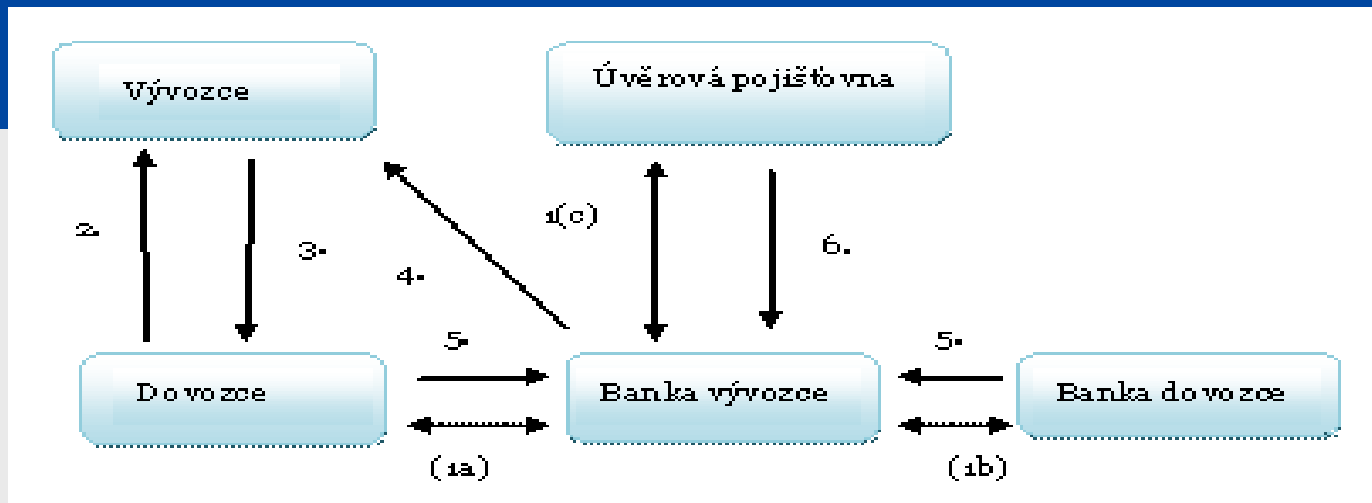 Vývozce
Úvěrová pojišťovna
2.
3.
4.
1(c)
6.
5.
5.
Dovozce
Banka vývozce
Banka dovozce
(1a)
(1b)